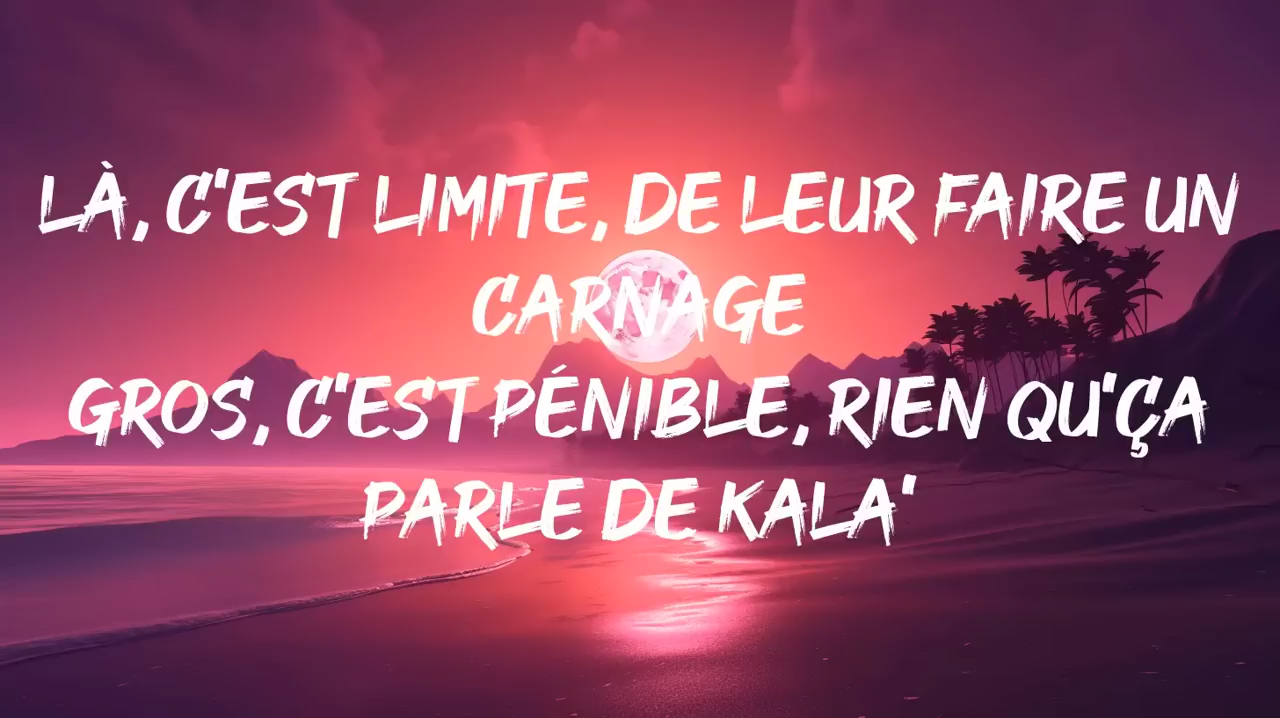 LÀ, C'EST LIMITE, DE LEUR FAIRE UN
CARNAGE
GROS, C'EST PÉNIBLE, RIEN QU'ÇA
PARLE DE KALA'